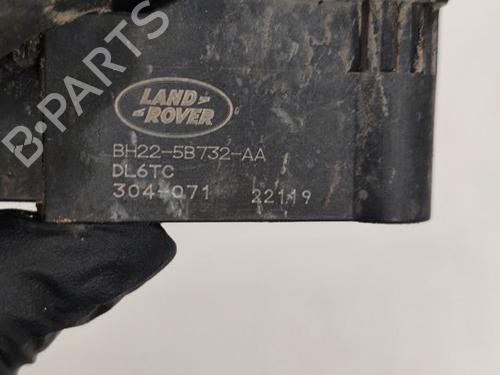 LAND
ROVER
BH22-5B732-AA
DL6TC
304-071 22119
B-PARTS